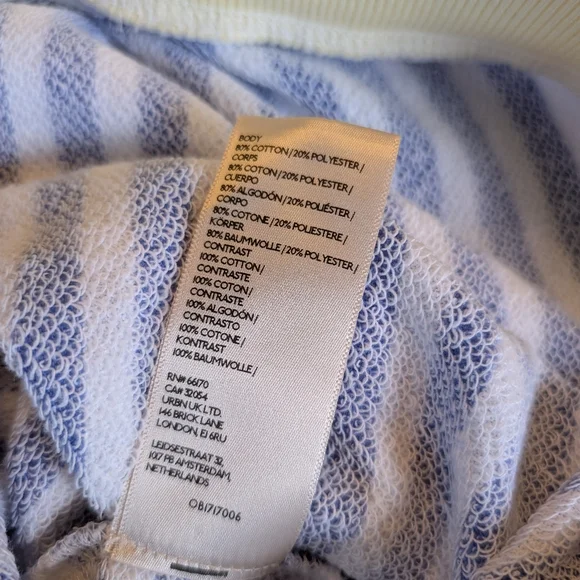 BODY
80% COTTON/20% POLYESTER/
CORPS
80% COTON/20% POLYESTER/
CUERPO
80% ALGODÓN/20% POLIÉSTER/
CORPO
80% COTONE/20% POLIESTERE/
KÖRPER
80% BAUMWOLLE/20% POLYESTER/
CONTRAST
100% COTTON/
CONTRASTE
100% COTON/
CONTRASTE
100% ALGODÓN/
CONTRASTO
100% COTONE/
KONTRAST
100% BAUMWOLLE/
RN# 66170
CA# 32054
URBN UK LTD.
146 BRICK LANE
LONDON, E1 6RU
LEIDSESTRAAT 32,
1017 PB AMSTERDAM,
NETHERLANDS
OB1717006